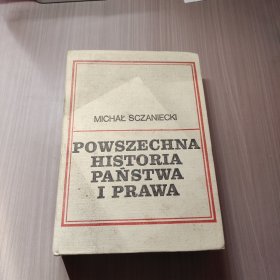 MICHAŁ SCZANIECKI
POWSZECHNA
HISTORIA
PAŃSTWA
I PRAWA